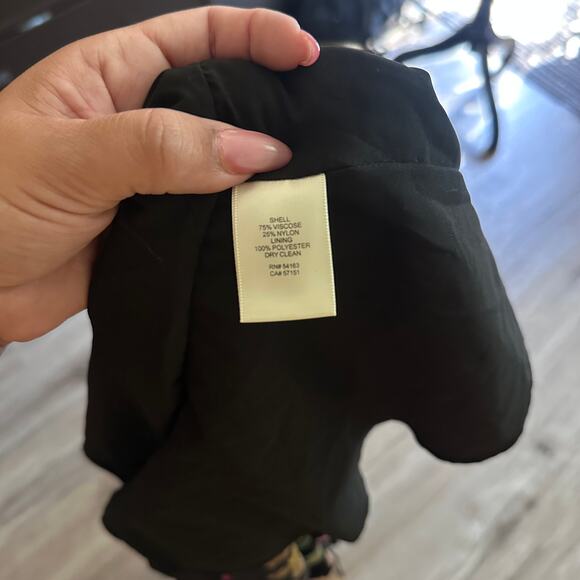 SHELL
75% VISCOSE
25% NYLON
LINING
100% POLYESTER
DRY CLEAN
RN# 54163
CA# 57151